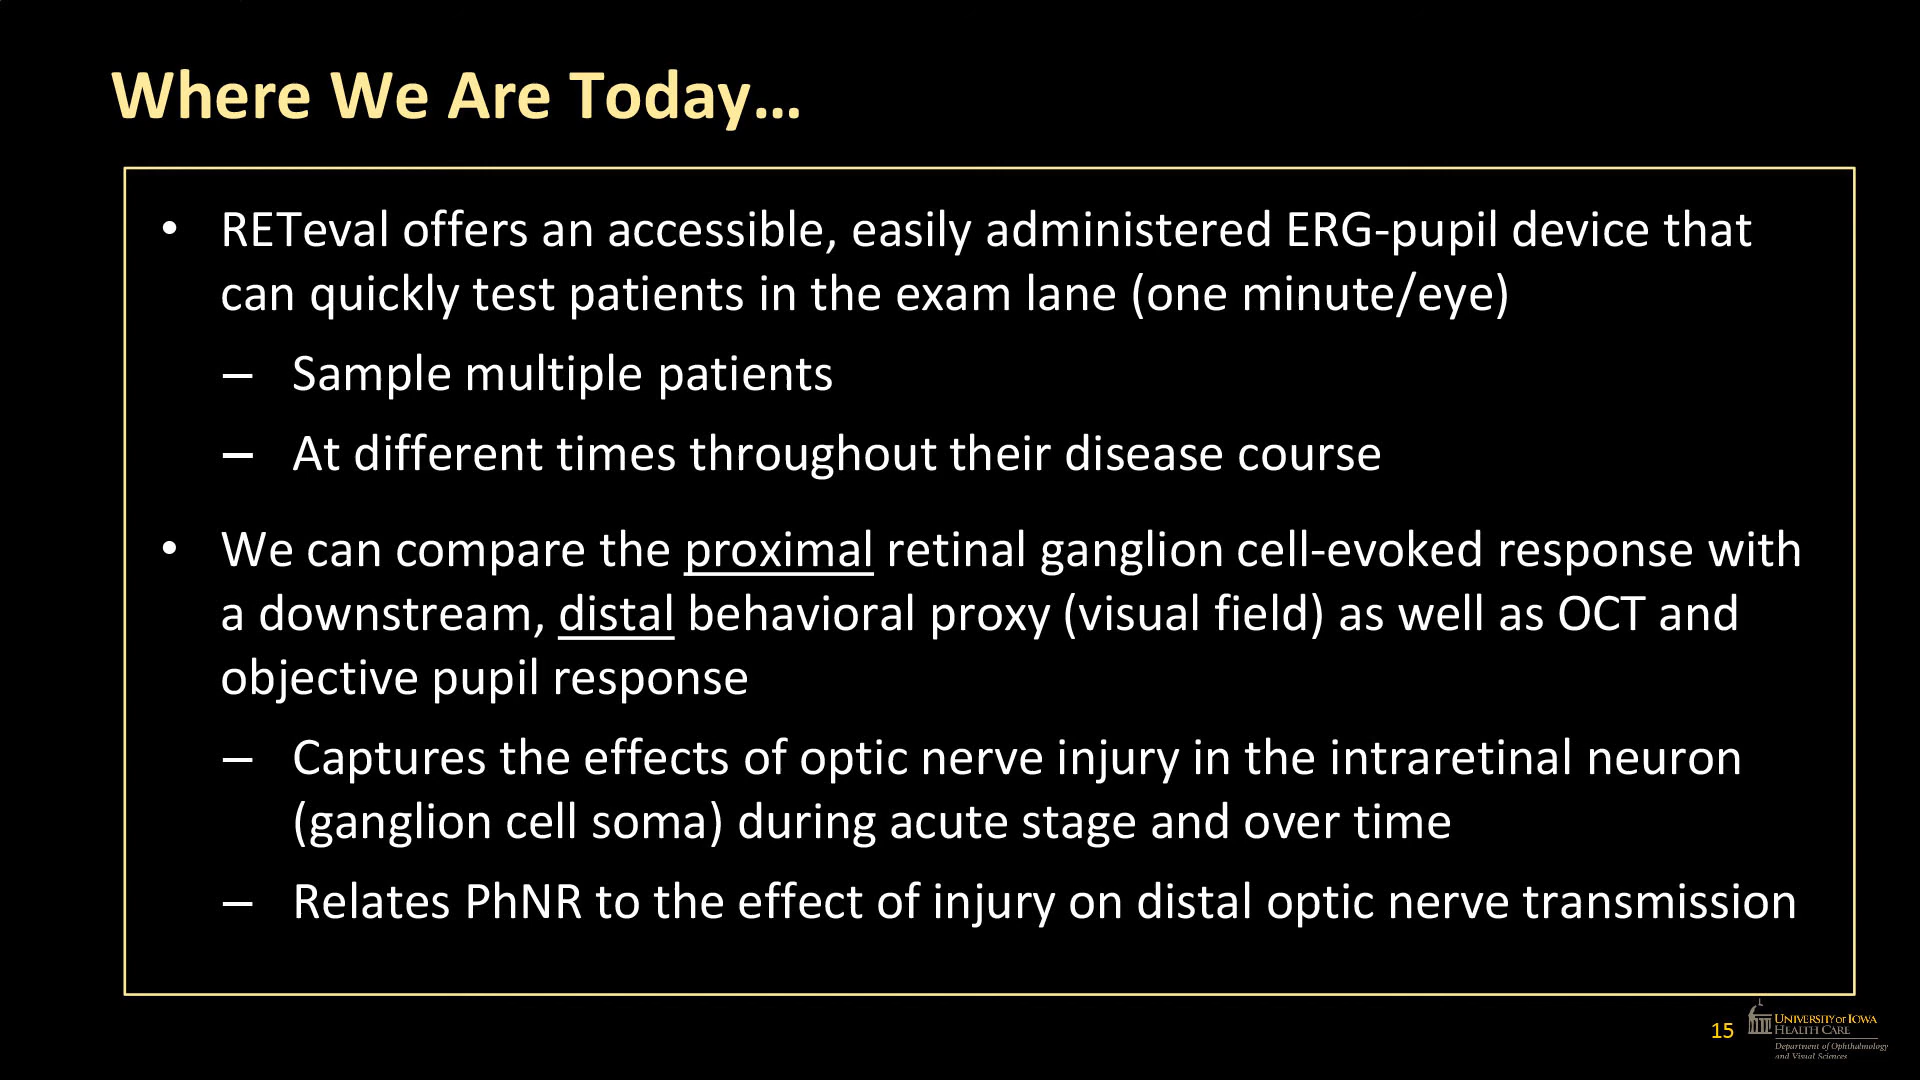 Where We Are Today…
• RETeval offers an accessible, easily administered ERG-pupil device that
can quickly test patients in the exam lane (one minute/eye)
– Sample multiple patients
– At different times throughout their disease course
• We can compare the proximal retinal ganglion cell-evoked response with
a downstream, distal behavioral proxy (visual field) as well as OCT and
objective pupil response
– Captures the effects of optic nerve injury in the intraretinal neuron
(ganglion cell soma) during acute stage and over time
– Relates PhNR to the effect of injury on distal optic nerve transmission
15
UNIVERSITY OF IOWA
HEALTH CARE
Department of Ophthalmology
and Visual Sciences